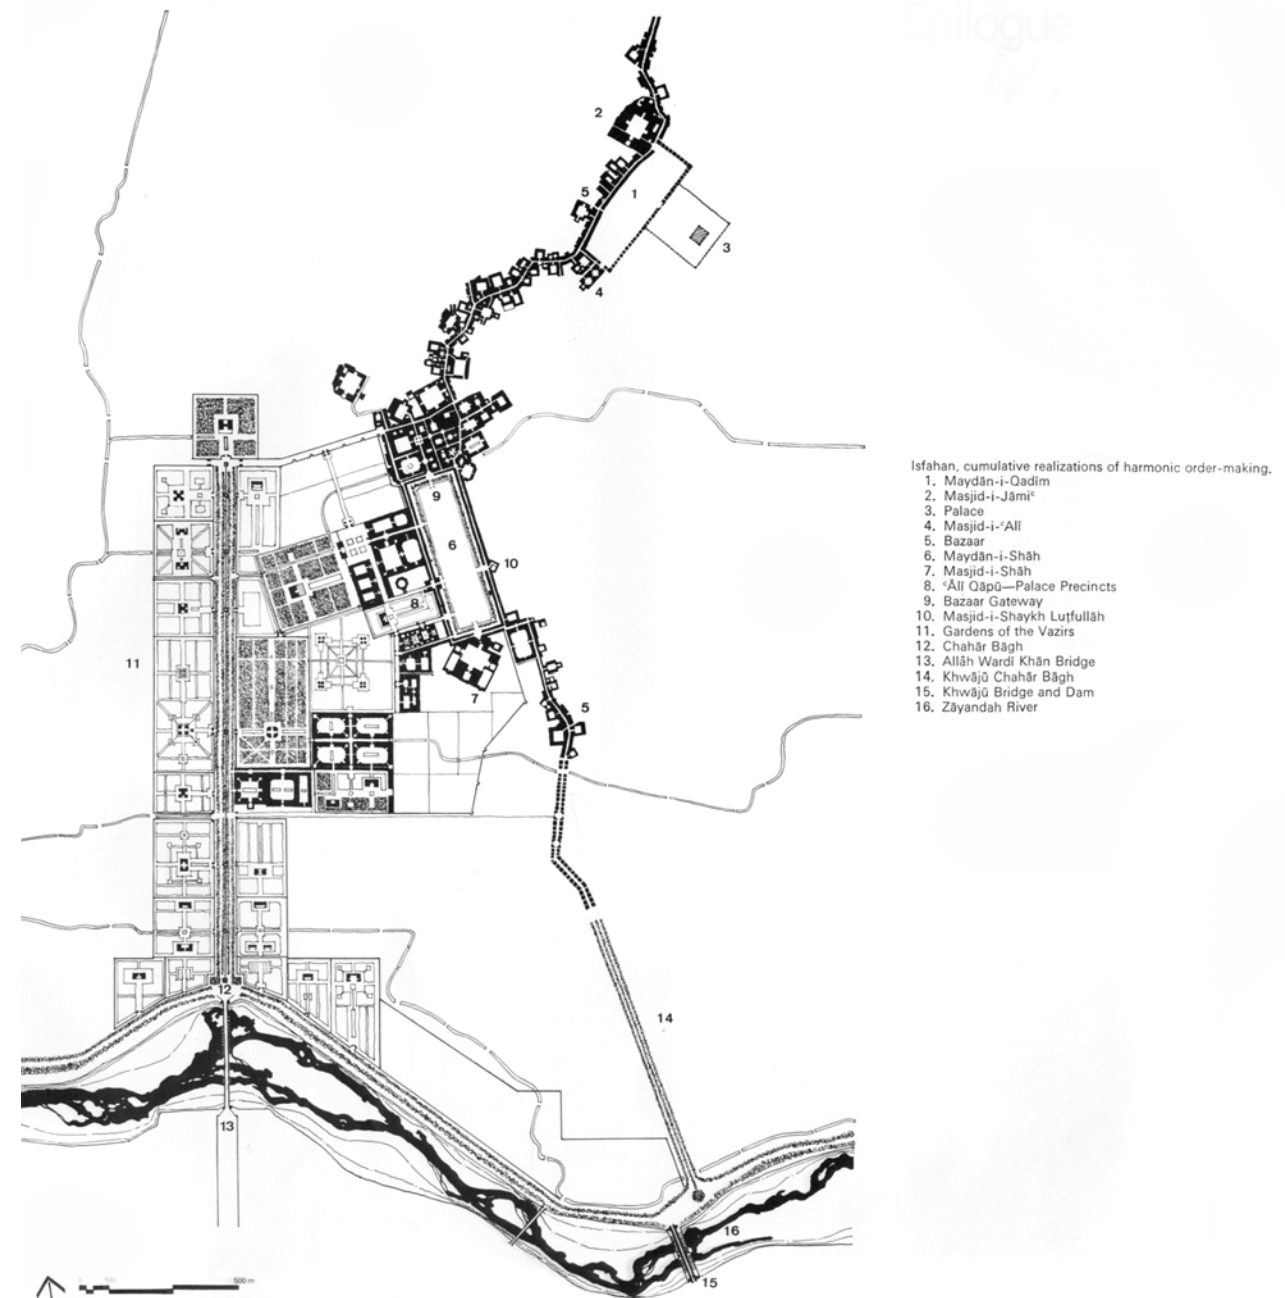 Epilogue
2
1
5
3
4
9
6
10
8
11
7
5
12
14
13
16
15
0 100 500 m
Isfahan, cumulative realizations of harmonic order-making.
1. Maydān-i-Qadīm
2. Masjid-i-Jāmiᶜ
3. Palace
4. Masjid-i-ᶜAlī
5. Bazaar
6. Maydān-i-Shāh
7. Masjid-i-Shāh
8. ᶜĀlī Qāpū—Palace Precincts
9. Bazaar Gateway
10. Masjid-i-Shaykh Luṭfullāh
11. Gardens of the Vazirs
12. Chahār Bāgh
13. Allāh Wardī Khān Bridge
14. Khwājū Chahār Bāgh
15. Khwājū Bridge and Dam
16. Zāyandah River